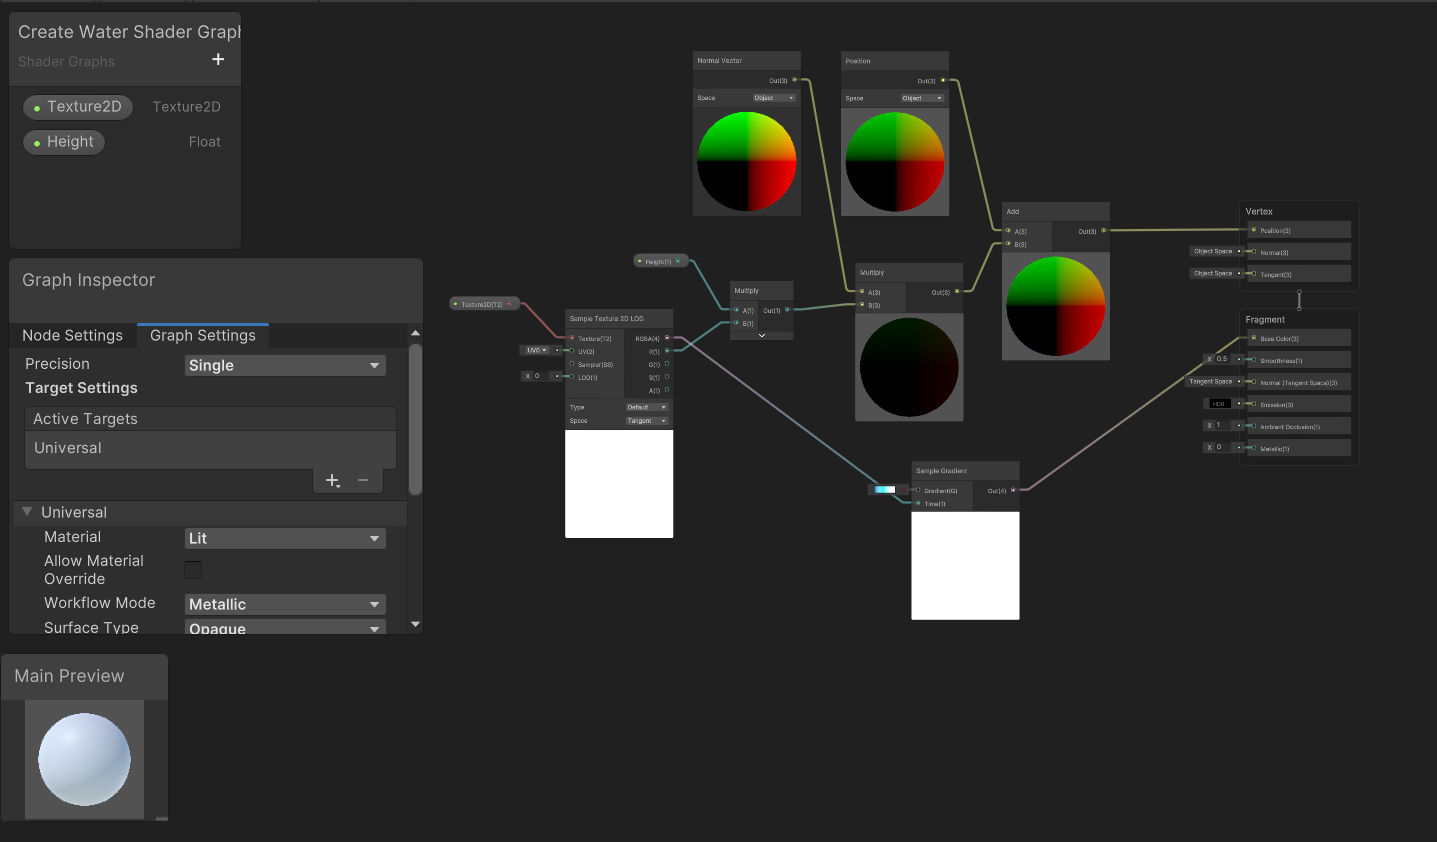 Create Water Shader Grap
Shader Graphs
+
Texture2D Texture2D
Height Float
Graph Inspector
Node Settings Graph Settings
Precision Single
Target Settings
Active Targets
Universal
+ −
Universal
Material Lit
Allow Material
Override
Workflow Mode Metallic
Surface Type Opaque
Main Preview
Normal Vector
Out(3)
Space Object
Position
Out(3)
Space Object
Height(1)
Texture2D(T2)
Sample Texture 2D LOD
Texture(T2) RGBA(4)
UV0 UV(2) R(1)
Sampler(SS) G(1)
X 0 LOD(1) B(1)
A(1)
Type Default
Space Tangent
Multiply
A(1) Out(1)
B(1)
Multiply
A(3) Out(3)
B(3)
Add
A(3) Out(3)
B(3)
Sample Gradient
Gradient(G) Out(4)
Time(1)
Vertex
Position(3)
Object Space Normal(3)
Object Space Tangent(3)
Fragment
Base Color(3)
X 0.5 Smoothness(1)
Tangent Space Normal (Tangent Space)(3)
HDR Emission(3)
X 1 Ambient Occlusion(1)
X 0 Metallic(1)